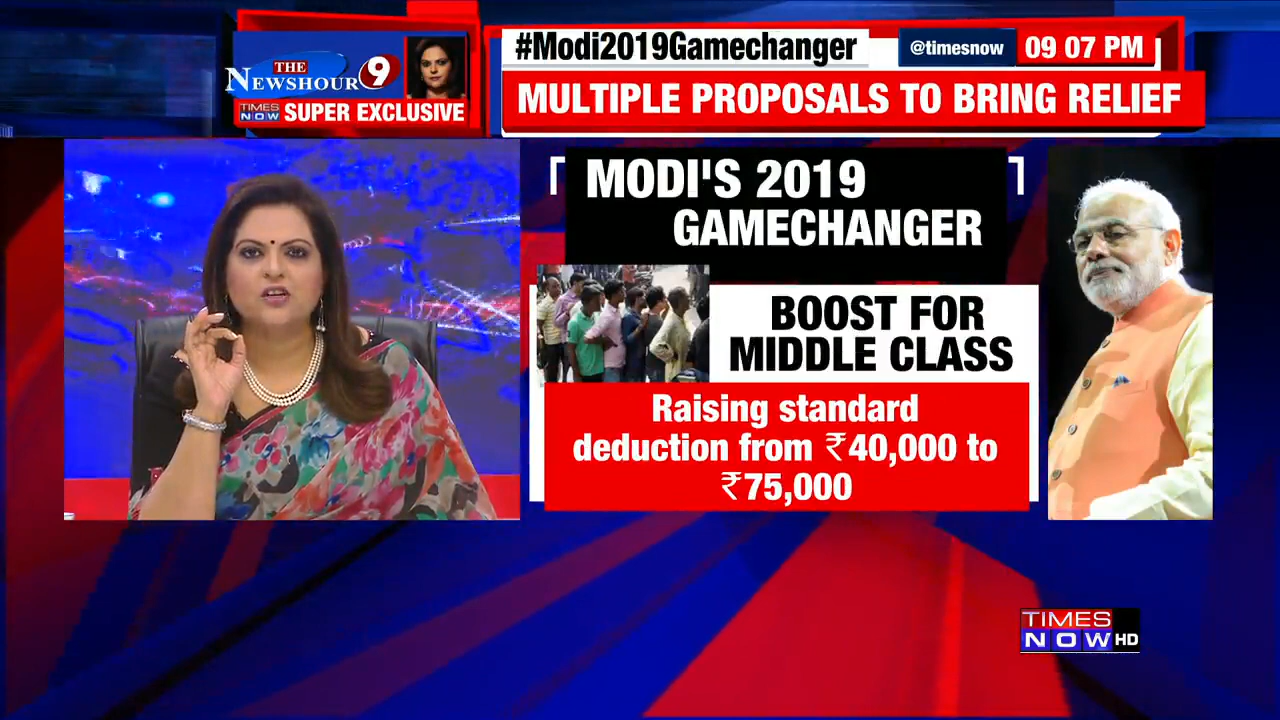 THE
NEWSHOUR 9
TIMES
NOW
SUPER EXCLUSIVE
#Modi2019Gamechanger
@timesnow
09 07 PM
MULTIPLE PROPOSALS TO BRING RELIEF
MODI'S 2019
GAMECHANGER
BOOST FOR
MIDDLE CLASS
Raising standard
deduction from ₹40,000 to
₹75,000
TIMES
NOW HD